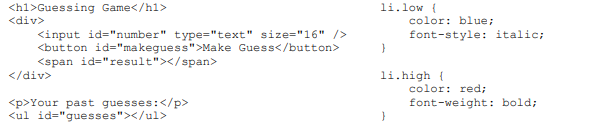 <h1>Guessing Game</h1>
<div>
    <input id="number" type="text" size="16" />
    <button id="makeguess">Make Guess</button>
    <span id="result"></span>
</div>

<p>Your past guesses:</p>
<ul id="guesses"></ul>

li.low {
    color: blue;
    font-style: italic;
}

li.high {
    color: red;
    font-weight: bold;
}